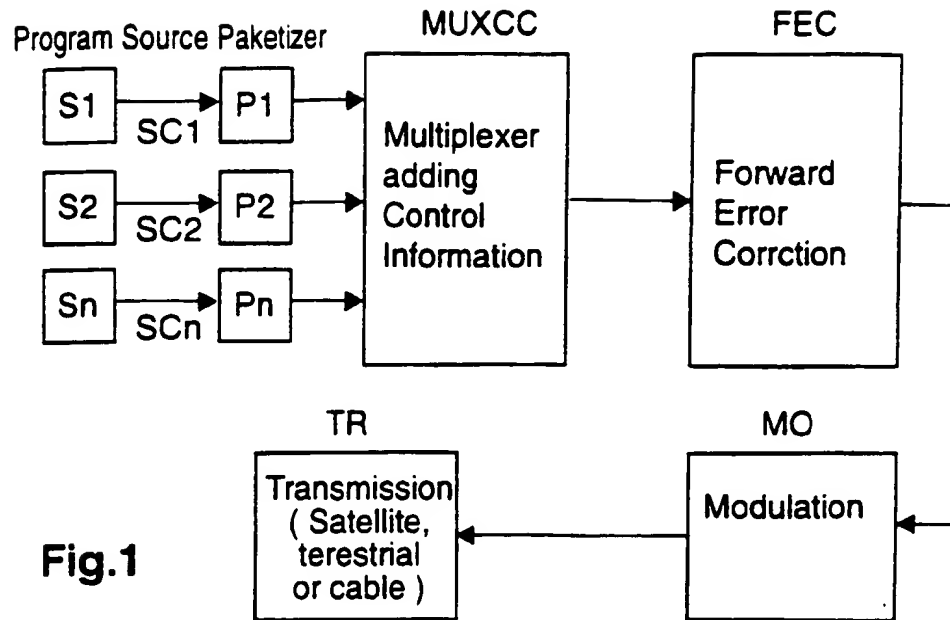 MUXCC
FEC
Program Source Paketizer
S1
SC1
P1
S2
SC2
P2
Sn
SCn
Pn
Multiplexer
adding
Control
Information
Forward
Error
Corrction
TR
MO
Transmission
( Satellite,
terestrial
or cable )
Modulation
Fig.1